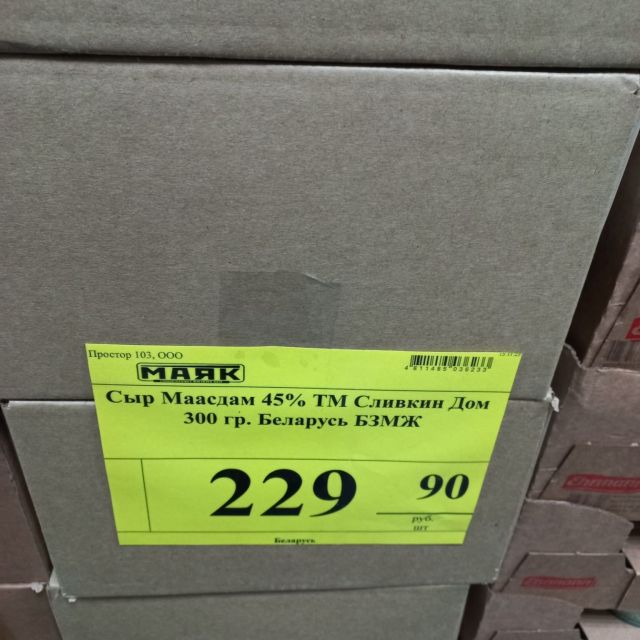 Простор 103, ООО
МАЯК
4811485039233
Сыр Маасдам 45% ТМ Сливкин Дом
300 гр. Беларусь БЗМЖ
229 90
руб.
шт
Беларусь